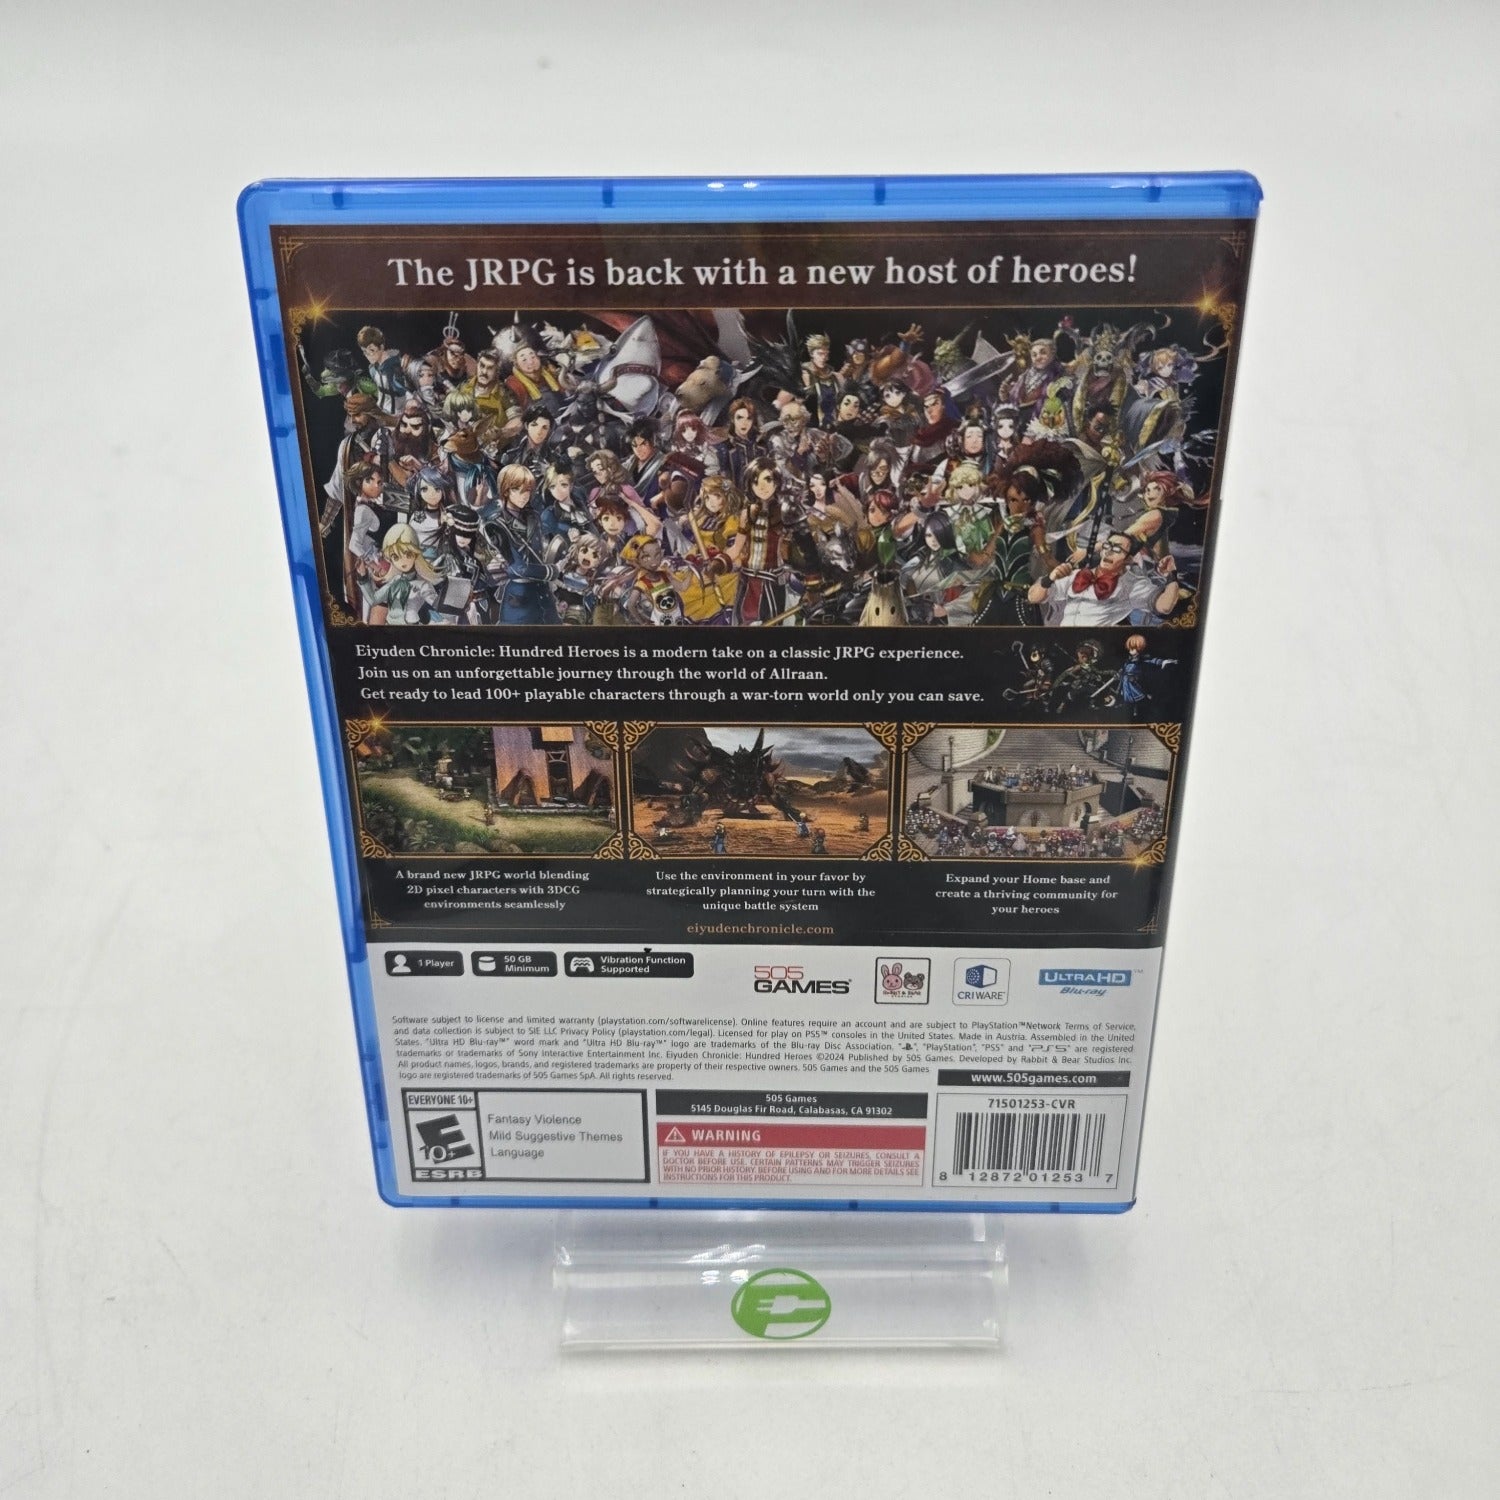 The JRPG is back with a new host of heroes!
Eiyuden Chronicle: Hundred Heroes is a modern take on a classic JRPG experience.
Join us on an unforgettable journey through the world of Allraan.
Get ready to lead 100+ playable characters through a war-torn world only you can save.
A brand new JRPG world blending
2D pixel characters with 3DCG
environments seamlessly
Use the environment in your favor by
strategically planning your turn with the
unique battle system
Expand your Home base and
create a thriving community for
your heroes
eiyudenchronicle.com
1 Player
50 GB
Minimum
Vibration Function
Supported
505
GAMES
CRIWARE
ULTRA HD
Blu-ray
Software subject to license and limited warranty (playstation.com/softwarelicense). Online features require an account and are subject to PlayStation™Network Terms of Service,
and data collection is subject to SIE LLC Privacy Policy (playstation.com/legal). Licensed for play on PS5™ consoles in the United States. Made in Austria. Assembled in the United
States. "Ultra HD Blu-ray™" word mark and "Ultra HD Blu-ray™" logo are trademarks of the Blu-ray Disc Association. "PlayStation", "PS5" and "PS5" are registered
trademarks or trademarks of Sony Interactive Entertainment Inc. Eiyuden Chronicle: Hundred Heroes ©2024 Published by 505 Games. Developed by Rabbit & Bear Studios Inc.
All product names, logos, brands, and registered trademarks are property of their respective owners. 505 Games and the 505 Games
logo are registered trademarks of 505 Games SpA. All rights reserved.
www.505games.com
EVERYONE 10+
E
10+
ESRB
Fantasy Violence
Mild Suggestive Themes
Language
505 Games
5145 Douglas Fir Road, Calabasas, CA 91302
WARNING
IF YOU HAVE A HISTORY OF EPILEPSY OR SEIZURES, CONSULT A
DOCTOR BEFORE USE. CERTAIN PATTERNS MAY TRIGGER SEIZURES
WITH NO PRIOR HISTORY. BEFORE USING AND FOR MORE DETAILS SEE
INSTRUCTIONS FOR THIS PRODUCT.
71501253-CVR
8 12872 01253 7